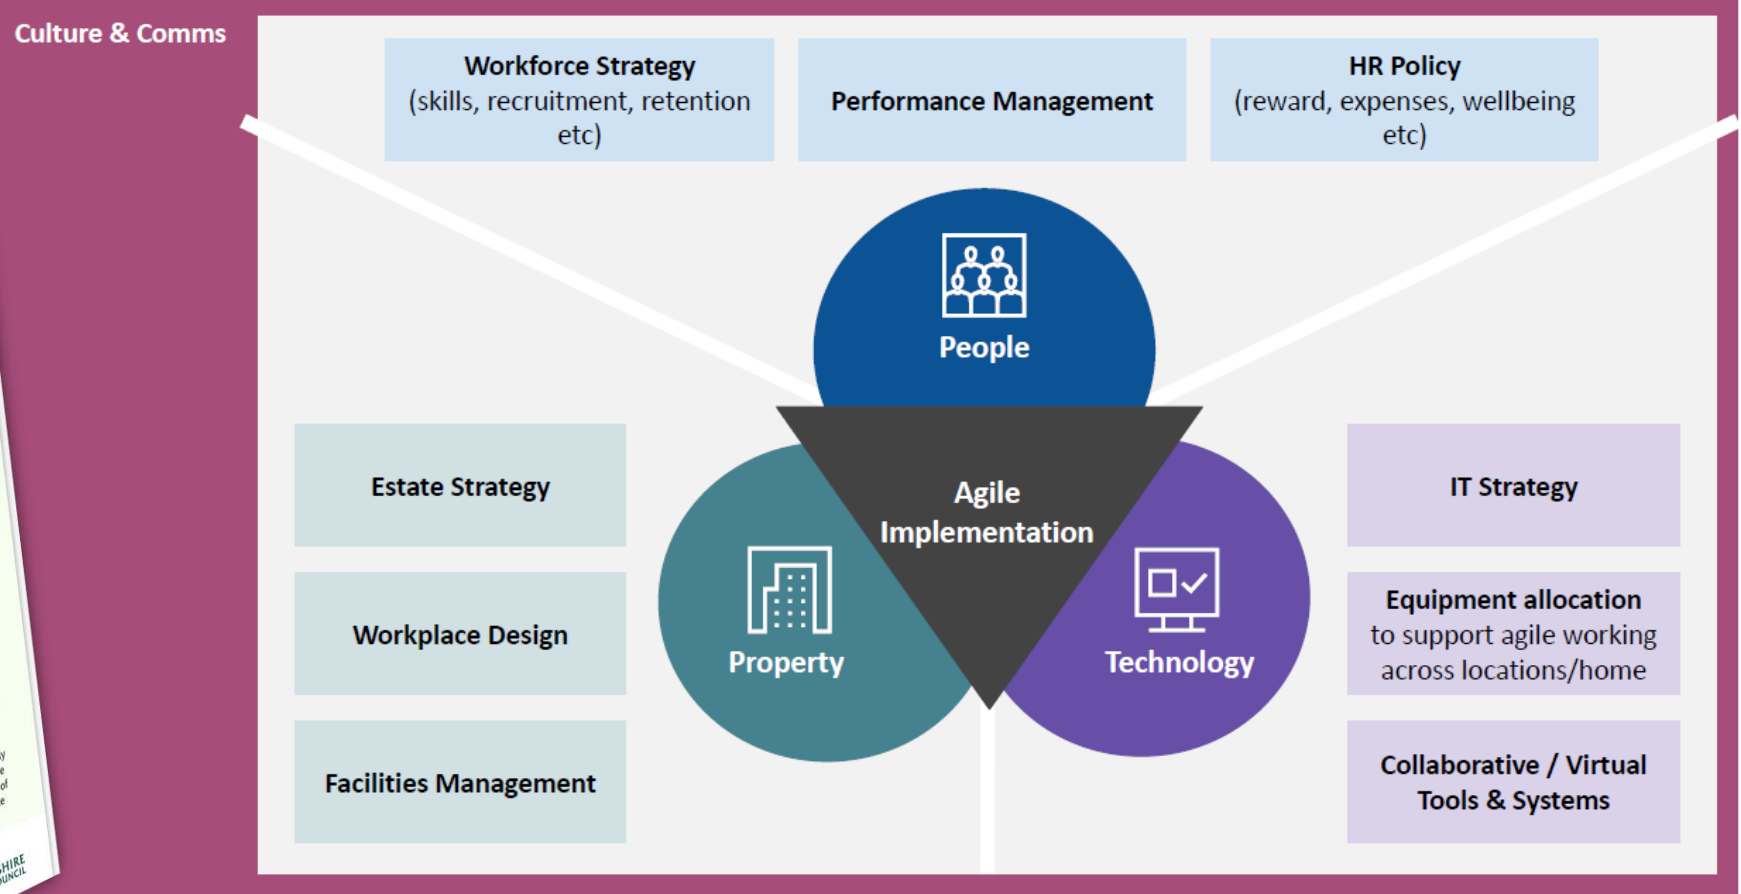 Culture & Comms
Workforce Strategy
(skills, recruitment, retention
etc)
Performance Management
HR Policy
(reward, expenses, wellbeing
etc)
People
Agile
Implementation
Property
Technology
Estate Strategy
Workplace Design
Facilities Management
IT Strategy
Equipment allocation
to support agile working
across locations/home
Collaborative / Virtual
Tools & Systems
of